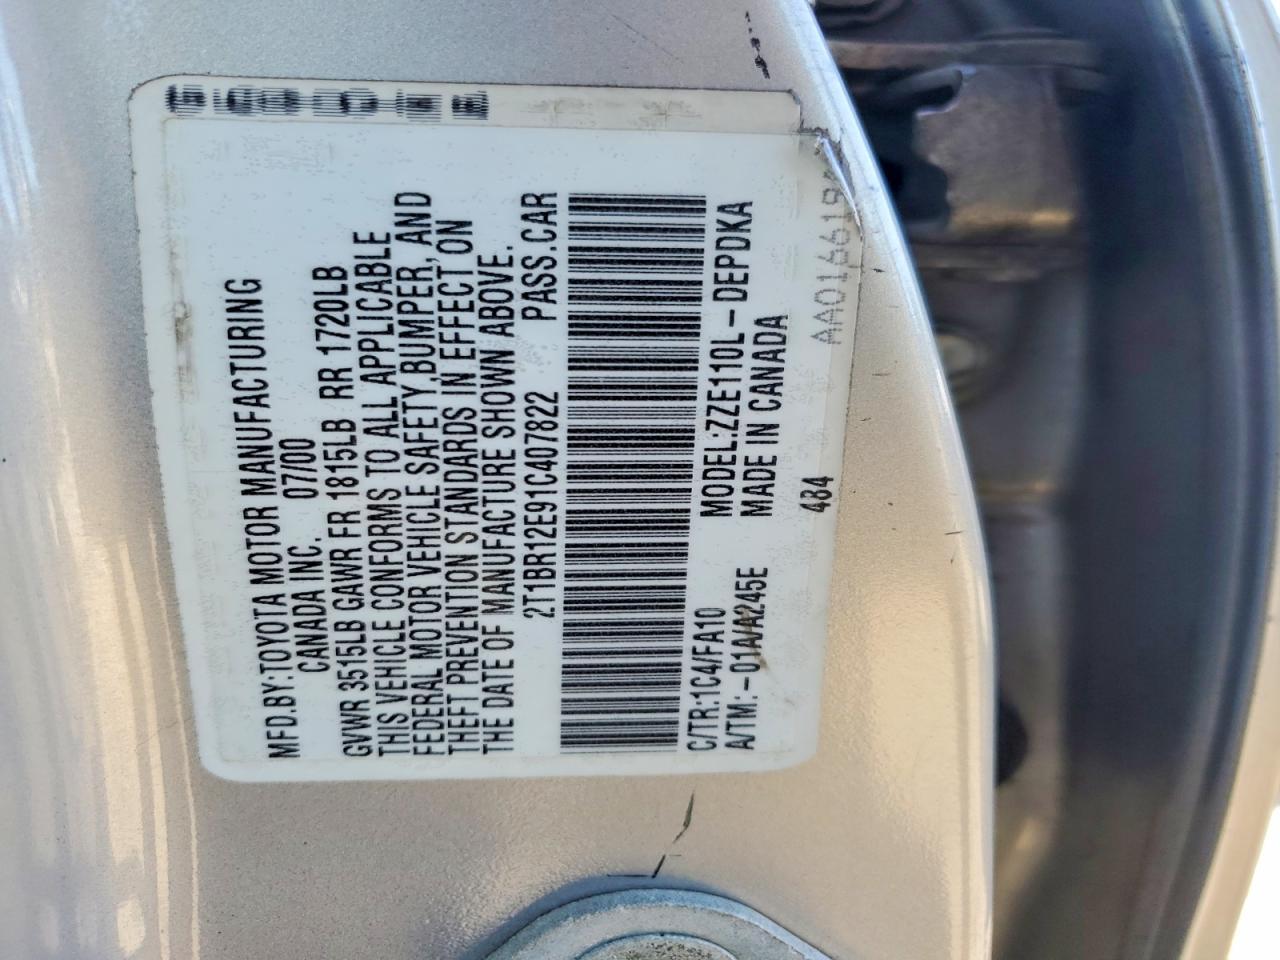 MFD.BY:TOYOTA MOTOR MANUFACTURING
CANADA INC. 07/00
GVWR 3515LB GAWR FR 1815LB RR 1720LB
THIS VEHICLE CONFORMS TO ALL APPLICABLE
FEDERAL MOTOR VEHICLE SAFETY,BUMPER, AND
THEFT PREVENTION STANDARDS IN EFFECT ON
THE DATE OF MANUFACTURE SHOWN ABOVE.
2T1BR12E91C407822 PASS.CAR
C/TR:1C4/FA10 MODEL:ZZE110L-DEPDKA
A/TM:-01A/A245E MADE IN CANADA
484